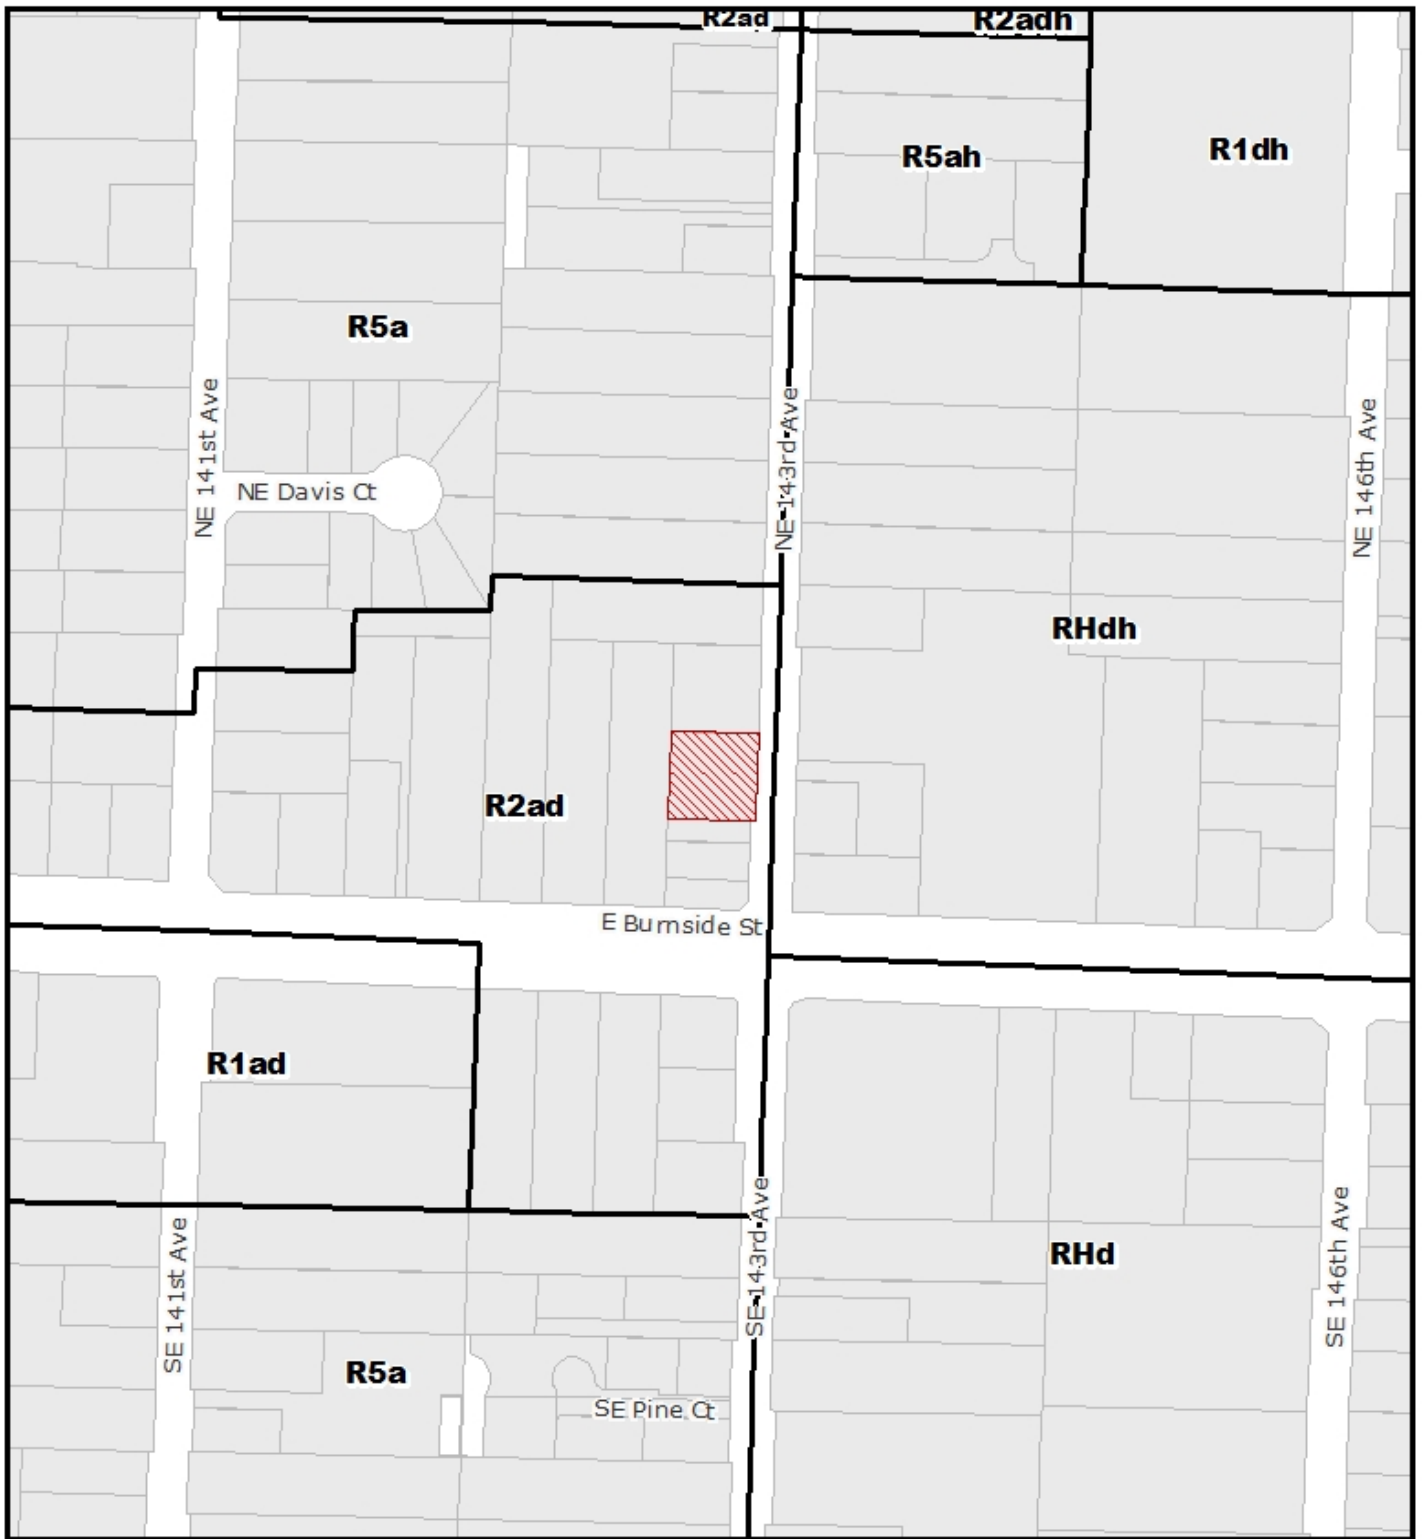 R2ad
R2adh
R5ah
R1dh
R5a
NE 141st Ave
NE 143rd Ave
NE 146th Ave
NE Davis Ct
RHdh
R2ad
E Burnside St
R1ad
SE 141st Ave
SE 143rd Ave
SE 146th Ave
RHd
R5a
SE Pine Ct